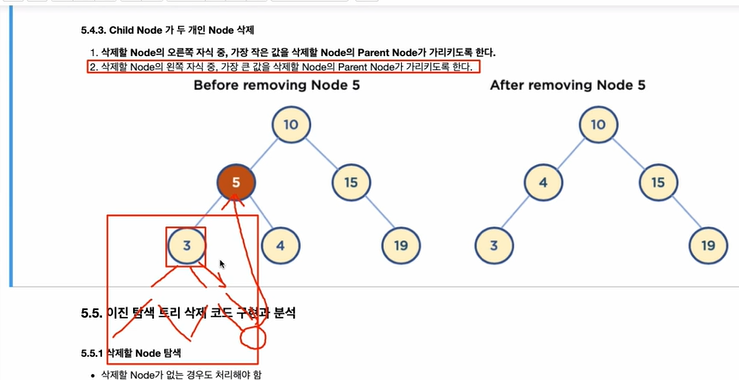 5.4.3. Child Node 가 두 개인 Node 삭제
1. 삭제할 Node의 오른쪽 자식 중, 가장 작은 값을 삭제할 Node의 Parent Node가 가리키도록 한다.
2. 삭제할 Node의 왼쪽 자식 중, 가장 큰 값을 삭제할 Node의 Parent Node가 가리키도록 한다.
Before removing Node 5
After removing Node 5
10
5
15
3
4
19
10
4
15
3
19
5.5. 이진 탐색 트리 삭제 코드 구현과 분석
5.5.1 삭제할 Node 탐색
• 삭제할 Node가 없는 경우도 처리해야 함